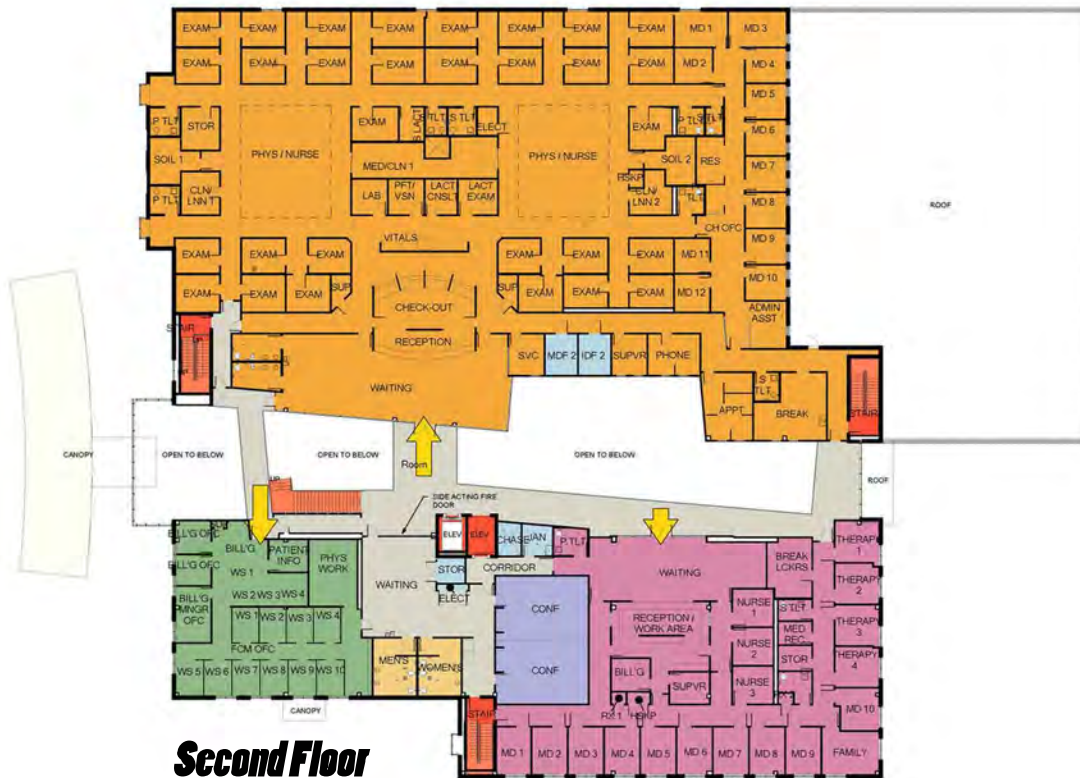 EXAM EXAM EXAM EXAM EXAM EXAM EXAM EXAM MD 1 MD 3
EXAM EXAM EXAM EXAM EXAM EXAM EXAM EXAM MD 2 MD 4
MD 5
P TLT STOR EXAM S TLT S TLT ELECT EXAM P TLT S TLT MD 6
SOIL 1 PHYS / NURSE MED/CLN 1 PHYS / NURSE SOIL 2 RES MD 7
P TLT CLN/ LNN 1 LAB PFT/ VSN LACT CNSLT LACT EXAM HSKP CLN/ LNN 2 TLT MD 8
ROOF
CH OFC
VITALS MD 9
EXAM EXAM EXAM EXAM EXAM EXAM MD 11
MD 10
EXAM EXAM EXAM SUP SUP EXAM EXAM EXAM MD 12
CHECK-OUT
ADMIN ASST
STAIR
RECEPTION
SVC MDF 2 IDF 2 SUPVR PHONE
WAITING
S TLT
APPT BREAK STAIR
CANOPY OPEN TO BELOW OPEN TO BELOW Room OPEN TO BELOW
ROOF
SIDE ACTING FIRE
DOOR
BILL'G OFC ELEV ELEV CHASE JAN P.TLT THERAPY 1
BILL'G PATIENT INFO
BILL'G OFC WS 1 PHYS WORK STOR CORRIDOR WAITING BREAK LCKRS THERAPY 2
WS 2 WS 3 WS 4 WAITING ELECT
BILL'G MNGR OFC CONF NURSE 1 S TLT THERAPY 3
WS 1 WS 2 WS 3 WS 4 RECEPTION / WORK AREA MED REC
FCM OFC NURSE 2 STOR THERAPY 4
WS 5 WS 6 WS 7 WS 8 WS 9 WS 10 MEN'S WOMEN'S CONF BILL'G SUPVR NURSE 3
CANOPY STAIR RX 1 HSKP MD 10
MD 1 MD 2 MD 3 MD 4 MD 5 MD 6 MD 7 MD 8 MD 9 FAMILY
Second Floor